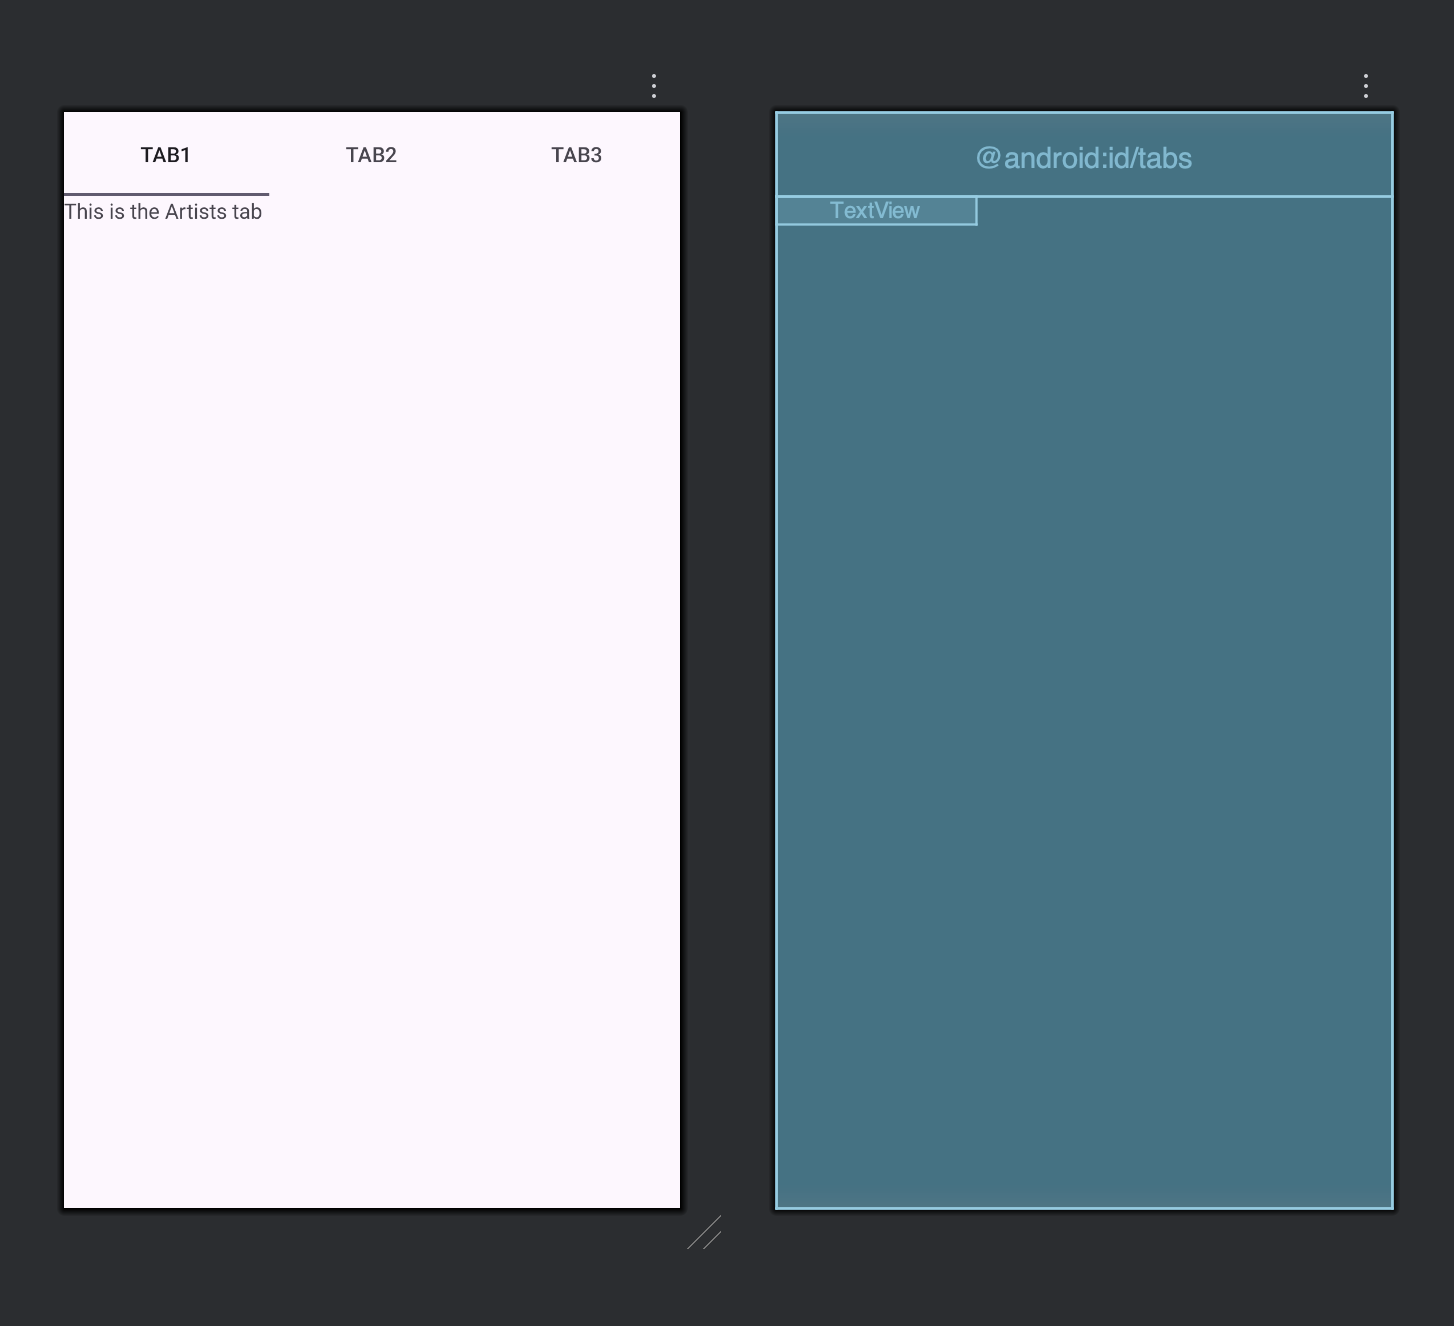 TAB1 TAB2 TAB3
This is the Artists tab
@android:id/tabs
TextView